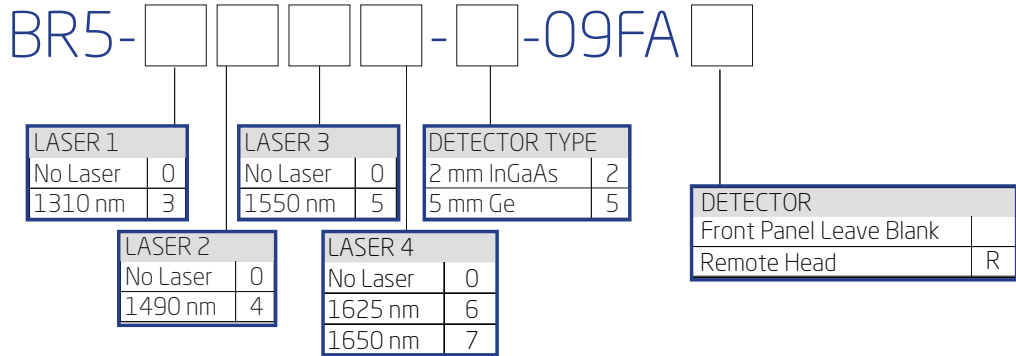 BR5- - -09FA
LASER 1
No Laser 0
1310 nm 3
LASER 2
No Laser 0
1490 nm 4
LASER 3
No Laser 0
1550 nm 5
LASER 4
No Laser 0
1625 nm 6
1650 nm 7
DETECTOR TYPE
2 mm InGaAs 2
5 mm Ge 5
DETECTOR
Front Panel Leave Blank
Remote Head R